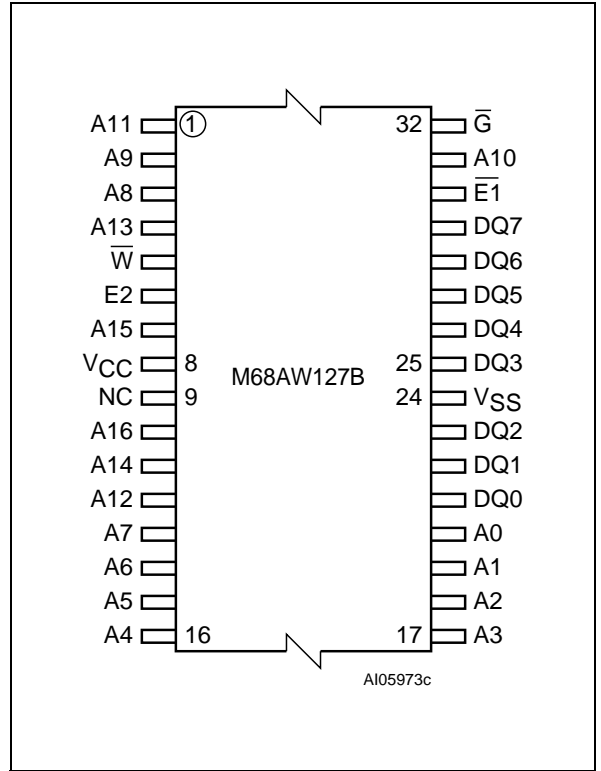 A11 1 32 G̅
A9 A10
A8 E̅1̅
A13 DQ7
W̅ DQ6
E2 DQ5
A15 DQ4
VCC 8 25 DQ3
M68AW127B
NC 9 24 VSS
A16 DQ2
A14 DQ1
A12 DQ0
A7 A0
A6 A1
A5 A2
A4 16 17 A3
AI05973c